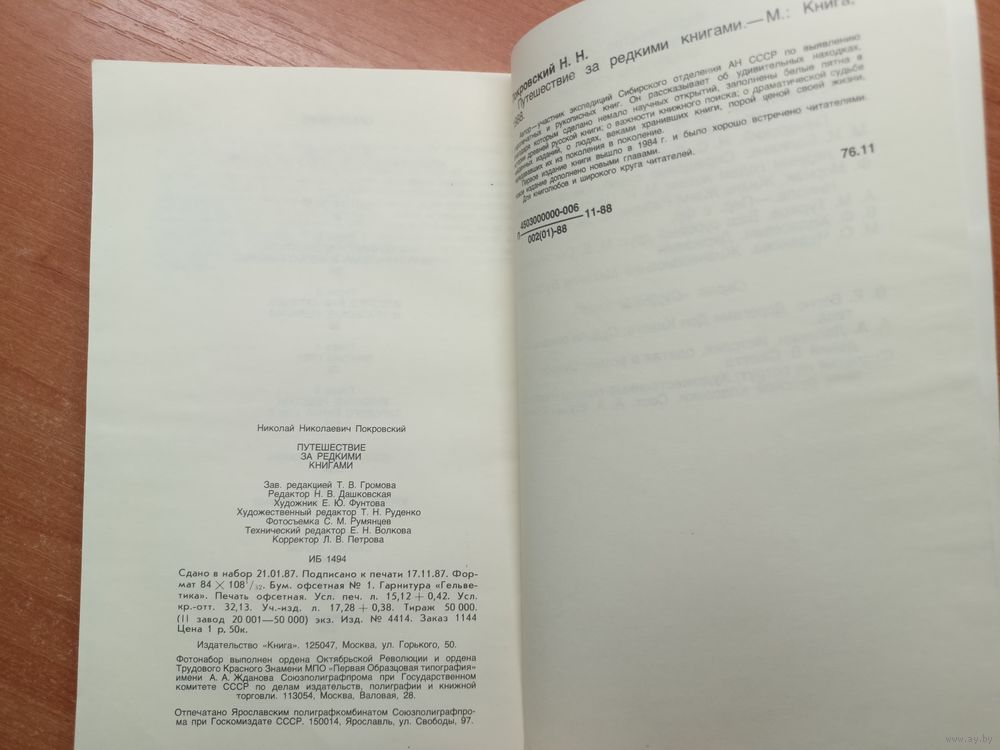 Николай Николаевич Покровский
ПУТЕШЕСТВИЕ
ЗА РЕДКИМИ
КНИГАМИ
Зав. редакцией Т. В. Громова
Редактор Н. В. Дашковская
Художник Е. Ю. Фунтова
Художественный редактор Т. Н. Руденко
Фотосъемка С. М. Румянцев
Технический редактор Е. Н. Волкова
Корректор Л. В. Петрова
ИБ 1494
Сдано в набор 21.01.87. Подписано к печати 17.11.87. Фор-
мат 84 × 108 1/32. Бум. офсетная № 1. Гарнитура «Гельве-
тика». Печать офсетная. Усл. печ. л. 15,12 + 0,42. Усл.
кр.-отт. 32,13. Уч.-изд. л. 17,28 + 0,38. Тираж 50 000.
(II завод 20 001—50 000) экз. Изд. № 4414. Заказ 1144
Цена 1 р. 50к.
Издательство «Книга». 125047, Москва, ул. Горького, 50.
Фотонабор выполнен ордена Октябрьской Революции и ордена
Трудового Красного Знамени МПО «Первая Образцовая типография»
имени А. А. Жданова Союзполиграфпрома при Государственном
комитете СССР по делам издательств, полиграфии и книжной
торговли. 113054, Москва, Валовая, 28.
Отпечатано Ярославским полиграфкомбинатом Союзполиграфпро-
ма при Госкомиздате СССР. 150014, Ярославль, ул. Свободы, 97.
окровский Н. Н.
Путешествие за редкими книгами.— М.: Книга,
1988.
Автор—участник экспедиций Сибирского отделения АН СССР по выявлению
и рукописных книг. Он рассказывает об удивительных находках,
которым сделано немало научных открытий, заполнены белые пятна в
древней русской книги; о важности книжного поиска; о драматической судьбе
изданий, о людях, веками хранивших книги, порой ценой своей жизни,
их из поколения в поколение.
Первое издание книги вышло в 1984 г. и было хорошо встречено читателями.
издание дополнено новыми главами.
Для книголюбов и широкого круга читателей.
76.11
П 4503000000-006 11-88
002(01)-88
www.ay.by